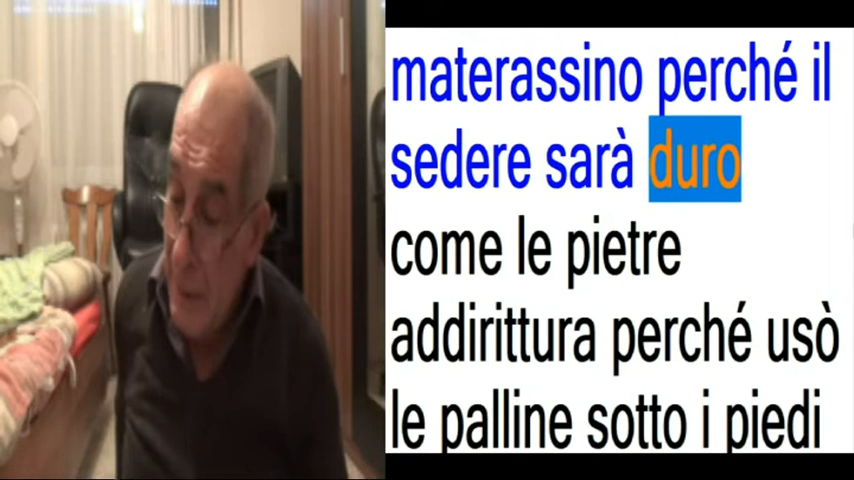 materassino perché il
sedere sarà duro
come le pietre
addirittura perché usò
le palline sotto i piedi